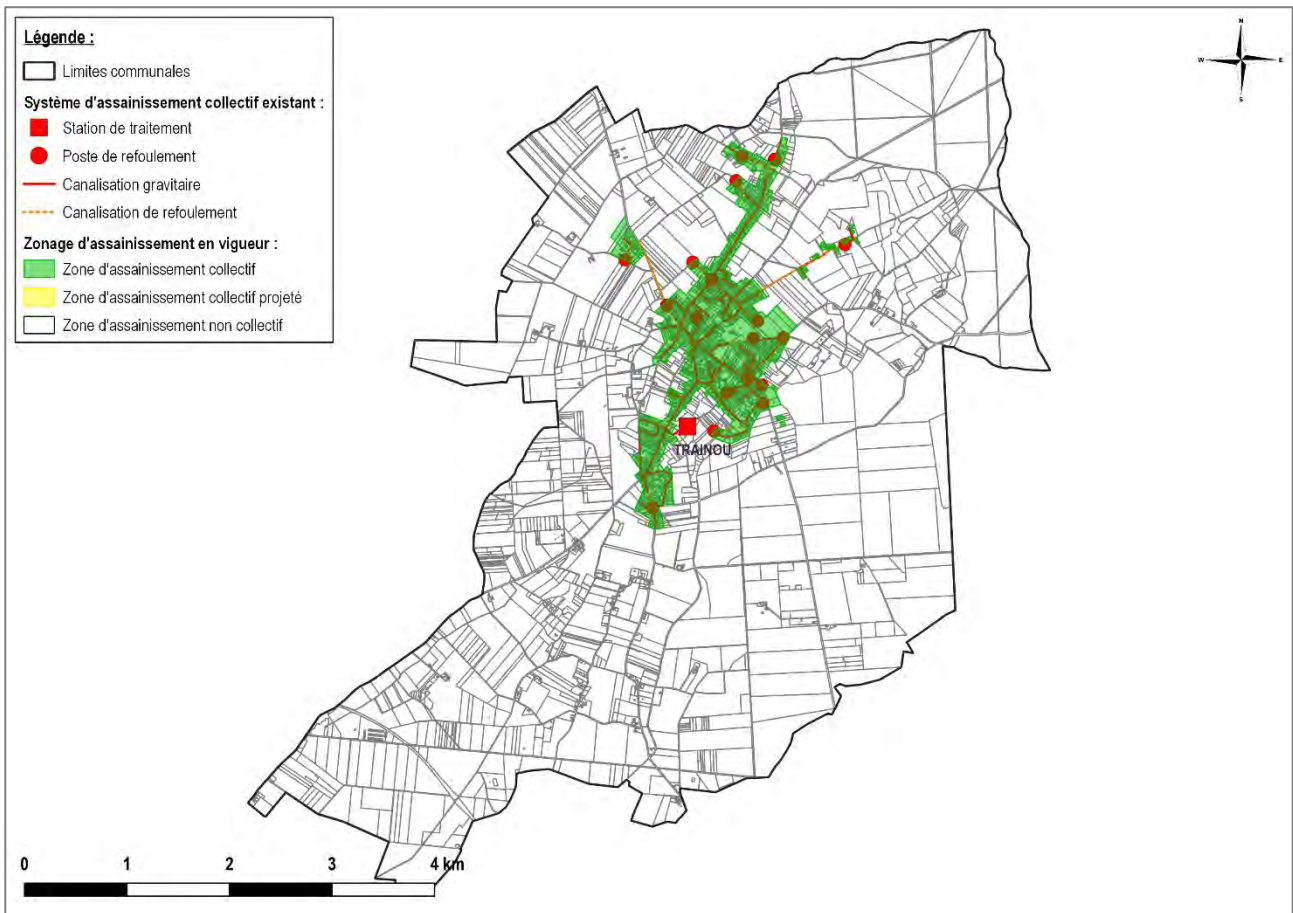 Légende :
Limites communales
Système d'assainissement collectif existant :
Station de traitement
Poste de refoulement
Canalisation gravitaire
Canalisation de refoulement
Zonage d'assainissement en vigueur :
Zone d'assainissement collectif
Zone d'assainissement collectif projeté
Zone d'assainissement non collectif
N
W E
S
TRAINOU
0 1 2 3 4 km